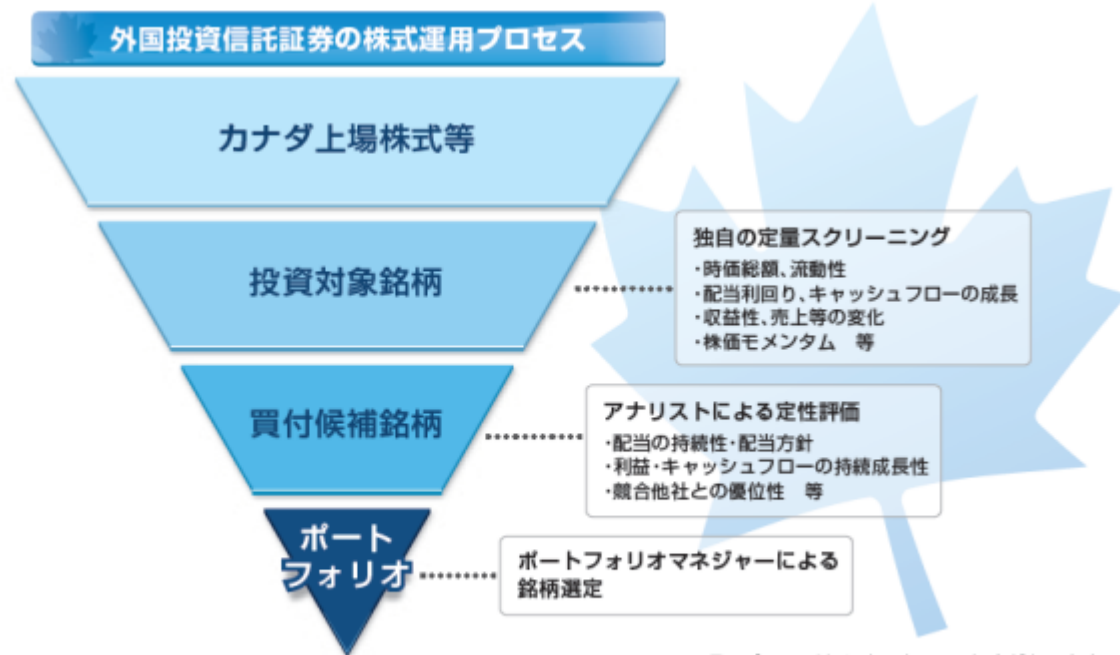 外国投資信託証券の株式運用プロセス
カナダ上場株式等
投資対象銘柄
独自の定量スクリーニング
・時価総額、流動性
・配当利回り、キャッシュフローの成長
・収益性、売上等の変化
・株価モメンタム 等
買付候補銘柄
アナリストによる定性評価
・配当の持続性・配当方針
・利益・キャッシュフローの持続成長性
・競合他社との優位性 等
ポート
フォリオ
ポートフォリオマネジャーによる
銘柄選定